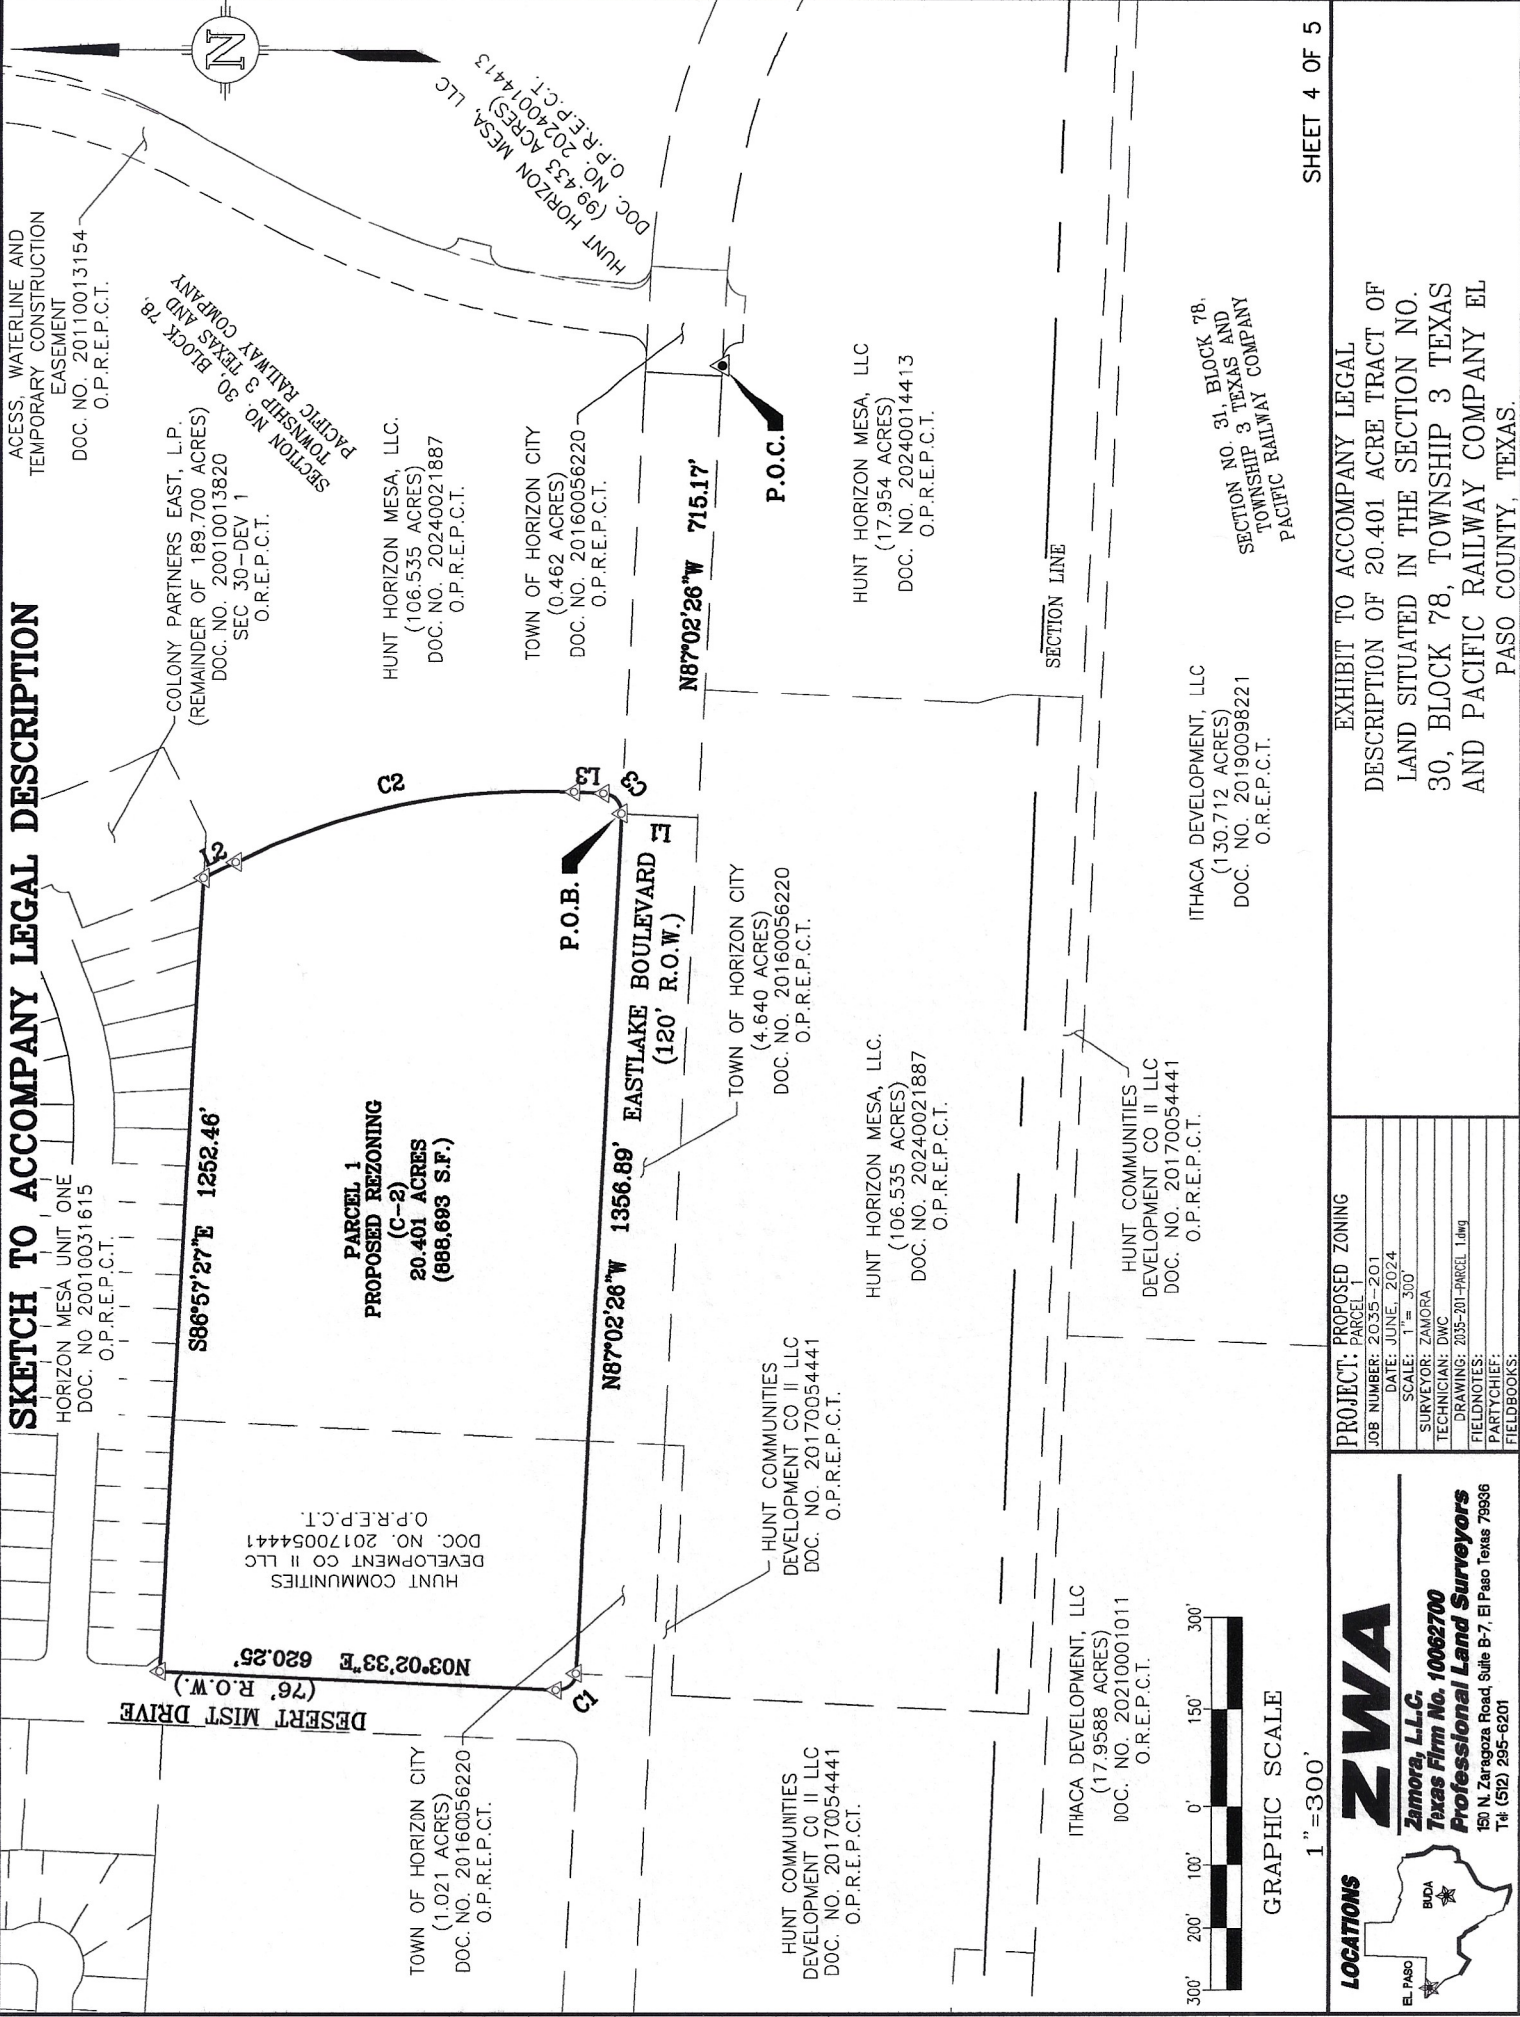 SKETCH TO ACCOMPANY LEGAL DESCRIPTION
HORIZON MESA UNIT ONE
DOC. NO 20010031615
O.P.R.E.P.C.T.
COLONY PARTNERS EAST, L.P.
(REMAINDER OF 189.700 ACRES)
DOC. NO. 20010013820
SEC 30-DEV 1
O.R.E.P.C.T.
ACESS, WATERLINE AND
TEMPORARY CONSTRUCTION
EASEMENT
DOC. NO. 20110013154
O.P.R.E.P.C.T.
N
SECTION NO. 30, BLOCK 78,
TOWNSHIP 3 TEXAS AND
PACIFIC RAILWAY COMPANY
HUNT HORIZON MESA, LLC
(99.433 ACRES)
DOC. NO. 20240014413
O.P.R.E.P.C.T.
HUNT HORIZON MESA, LLC.
(106.535 ACRES)
DOC. NO. 20240021887
O.P.R.E.P.C.T.
TOWN OF HORIZON CITY
(0.462 ACRES)
DOC. NO. 20160056220
O.P.R.E.P.C.T.
S86°57'27"E 1252.46'
L2
C2
L3
C3
L1
PARCEL 1
PROPOSED REZONING
(C-2)
20.401 ACRES
(888,693 S.F.)
HUNT COMMUNITIES
DEVELOPMENT CO II LLC
DOC. NO. 20170054441
O.P.R.E.P.C.T.
DESERT MIST DRIVE
(76' R.O.W.)
N03°02'33"E 620.25'
C1
P.O.B.
N87°02'26"W 1356.89'
EASTLAKE BOULEVARD
(120' R.O.W.)
N87°02'26"W 715.17'
P.O.C.
TOWN OF HORIZON CITY
(1.021 ACRES)
DOC. NO. 20160056220
O.P.R.E.P.C.T.
TOWN OF HORIZON CITY
(4.640 ACRES)
DOC. NO. 20160056220
O.P.R.E.P.C.T.
HUNT COMMUNITIES
DEVELOPMENT CO II LLC
DOC. NO. 20170054441
O.P.R.E.P.C.T.
HUNT COMMUNITIES
DEVELOPMENT CO II LLC
DOC. NO. 20170054441
O.P.R.E.P.CT.
HUNT HORIZON MESA, LLC.
(106.535 ACRES)
DOC. NO. 20240021887
O.P.R.E.P.C.T.
HUNT HORIZON MESA, LLC
(17.954 ACRES)
DOC. NO. 20240014413
O.P.R.E.P.C.T.
SECTION LINE
ITHACA DEVELOPMENT, LLC
(17.9588 ACRES)
DOC. NO. 20210001011
O.R.E.P.C.T.
HUNT COMMUNITIES
DEVELOPMENT CO II LLC
DOC. NO. 20170054441
O.P.R.E.P.C.T.
ITHACA DEVELOPMENT, LLC
(130.712 ACRES)
DOC. NO. 20190098221
O.R.E.P.C.T.
SECTION NO. 31, BLOCK 78,
TOWNSHIP 3 TEXAS AND
PACIFIC RAILWAY COMPANY
300' 200' 100' 0' 150' 300'
GRAPHIC SCALE
1"=300'
SHEET 4 OF 5
LOCATIONS
EL PASO
BUDA
ZWA
Zamora, L.L.C.
Texas Firm No. 10062700
Professional Land Surveyors
150 N. Zaragoza Road, Suite B-7, El Paso Texas 79936
Tel: (512) 295-6201
PROJECT: PROPOSED ZONING
PARCEL 1
JOB NUMBER: 2035-201
DATE: JUNE, 2024
SCALE: 1"= 300'
SURVEYOR: ZAMORA
TECHNICIAN: DWC
DRAWING: 2035-201-PARCEL 1.dwg
FIELDNOTES:
PARTYCHIEF:
FIELDBOOKS:
EXHIBIT TO ACCOMPANY LEGAL
DESCRIPTION OF 20.401 ACRE TRACT OF
LAND SITUATED IN THE SECTION NO.
30, BLOCK 78, TOWNSHIP 3 TEXAS
AND PACIFIC RAILWAY COMPANY EL
PASO COUNTY, TEXAS.